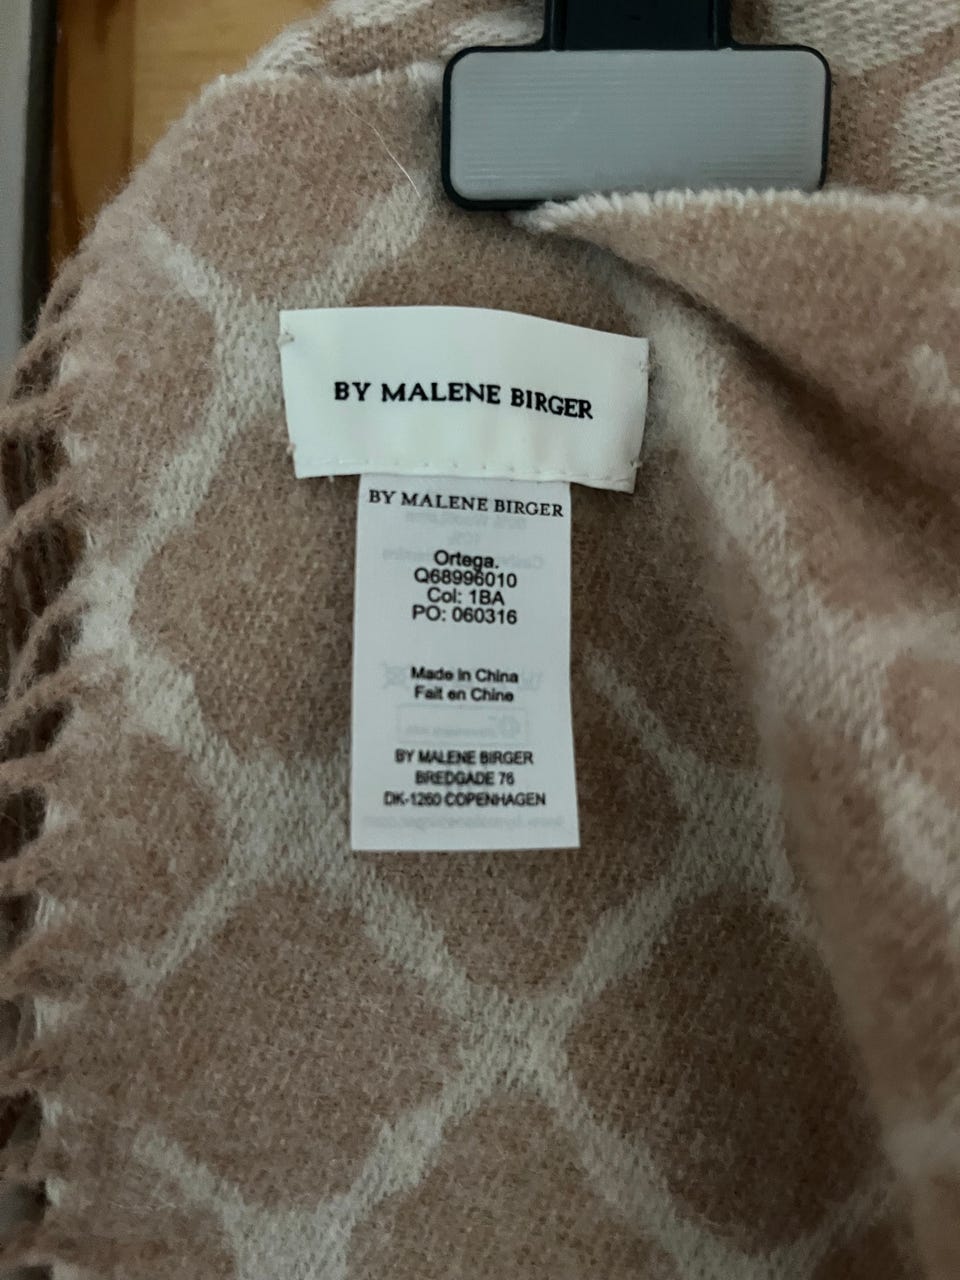 BY MALENE BIRGER
BY MALENE BIRGER
Ortega.
Q68996010
Col: 1BA
PO: 060316
Made in China
Fait en Chine
BY MALENE BIRGER
BREDGADE 76
DK-1260 COPENHAGEN